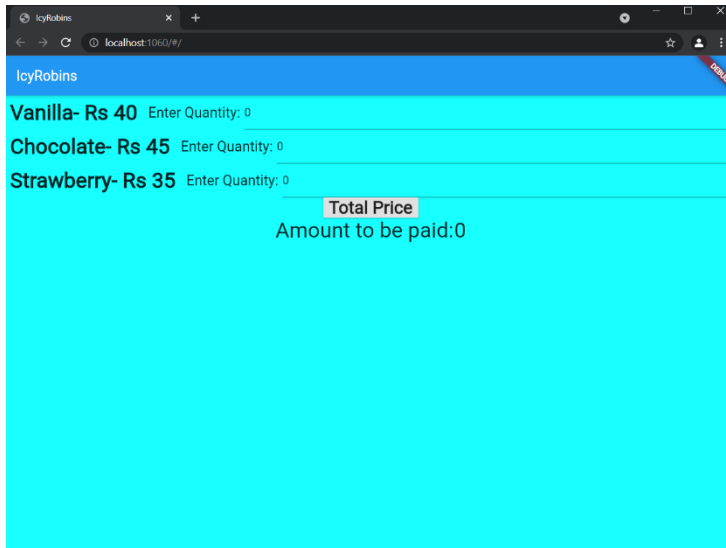 IcyRobins
localhost:1060/#/
IcyRobins
DEBUG
Vanilla- Rs 40 Enter Quantity: 0
Chocolate- Rs 45 Enter Quantity: 0
Strawberry- Rs 35 Enter Quantity: 0
Total Price
Amount to be paid:0